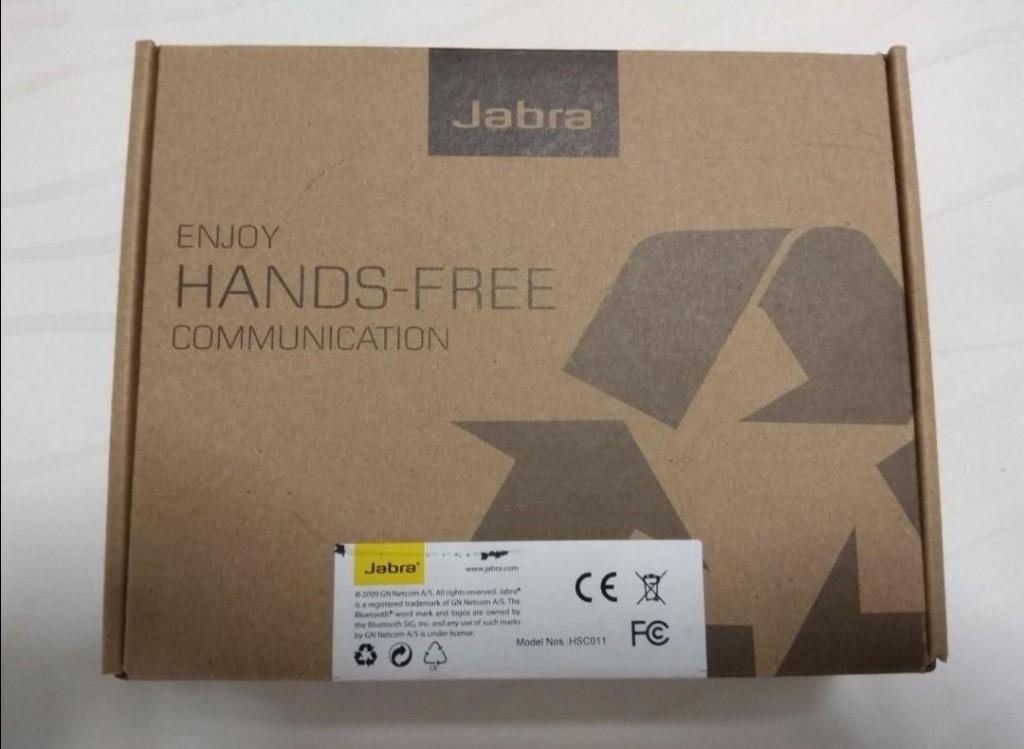 Jabra®
ENJOY
HANDS-FREE
COMMUNICATION
Jabra®
www.jabra.com
© 2009 GN Netcom A/S. All rights reserved. Jabra®
is a registered trademark of GN Netcom A/S. The
Bluetooth® word mark and logos are owned by
the Bluetooth SIG, Inc. and any use of such marks
by GN Netcom A/S is under license.
Model Nos.:HSC011
CE
FC